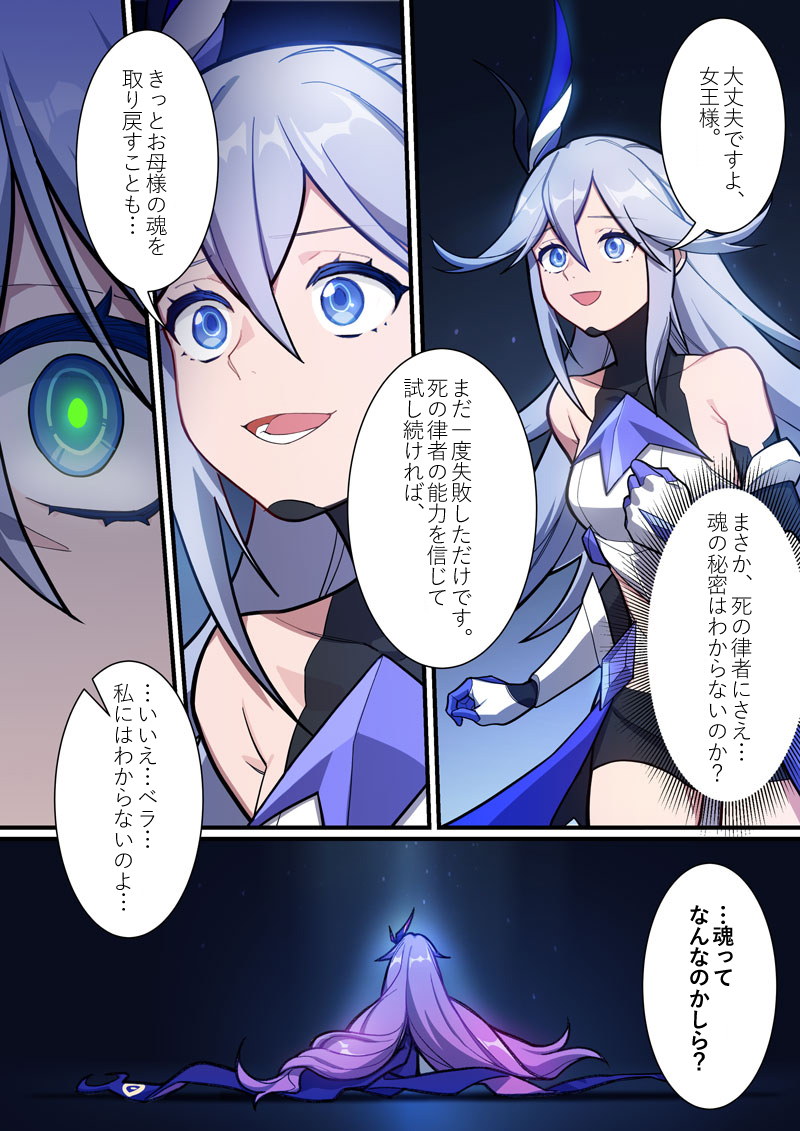 大丈夫ですよ、
女王様。
まさか、死の律者にさえ…
魂の秘密はわからないのか？
まだ一度失敗しただけです。
死の律者の能力を信じて
試し続ければ、
きっとお母様の魂を
取り戻すことも…
…いいえ…ベラ…
私にはわからないのよ…
…魂って
なんなのかしら？